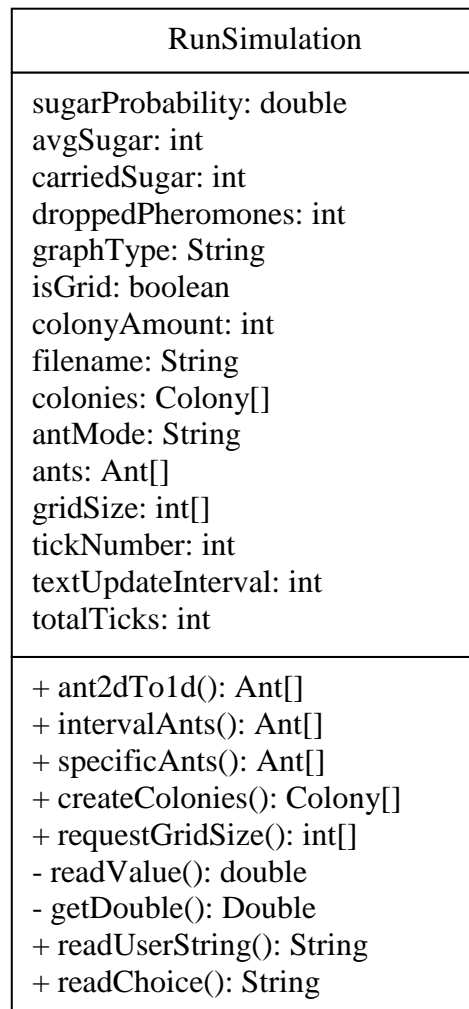 RunSimulation
sugarProbability: double
avgSugar: int
carriedSugar: int
droppedPheromones: int
graphType: String
isGrid: boolean
colonyAmount: int
filename: String
colonies: Colony[]
antMode: String
ants: Ant[]
gridSize: int[]
tickNumber: int
textUpdateInterval: int
totalTicks: int
+ ant2dTo1d(): Ant[]
+ intervalAnts(): Ant[]
+ specificAnts(): Ant[]
+ createColonies(): Colony[]
+ requestGridSize(): int[]
- readValue(): double
- getDouble(): Double
+ readUserString(): String
+ readChoice(): String